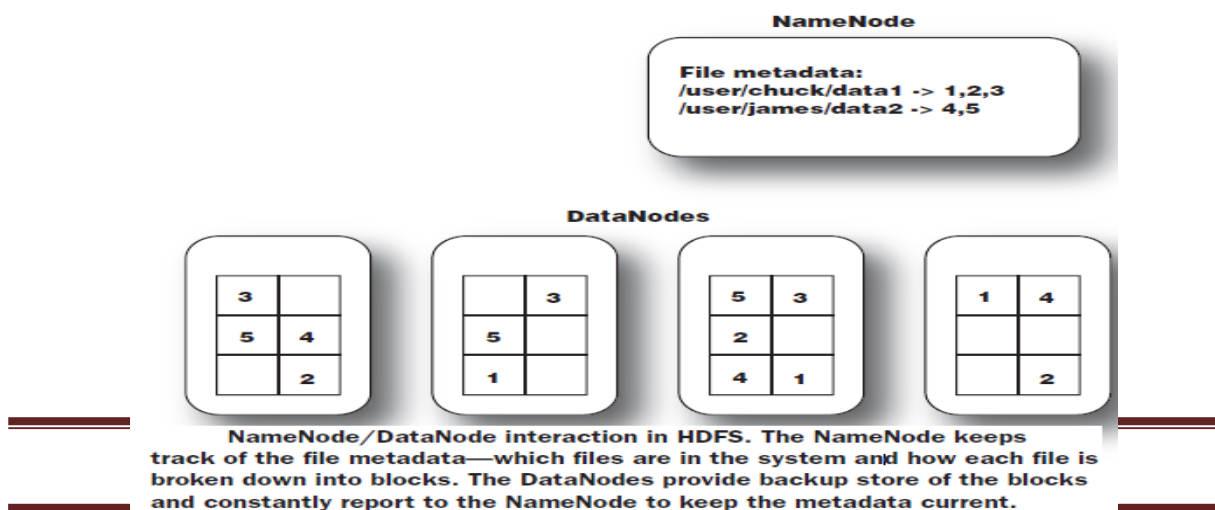 NameNode
File metadata:
/user/chuck/data1 -> 1,2,3
/user/james/data2 -> 4,5
DataNodes
3
5 4
2
3
5
1
5 3
2
4 1
1 4
2
NameNode/DataNode interaction in HDFS. The NameNode keeps
track of the file metadata—which files are in the system and how each file is
broken down into blocks. The DataNodes provide backup store of the blocks
and constantly report to the NameNode to keep the metadata current.